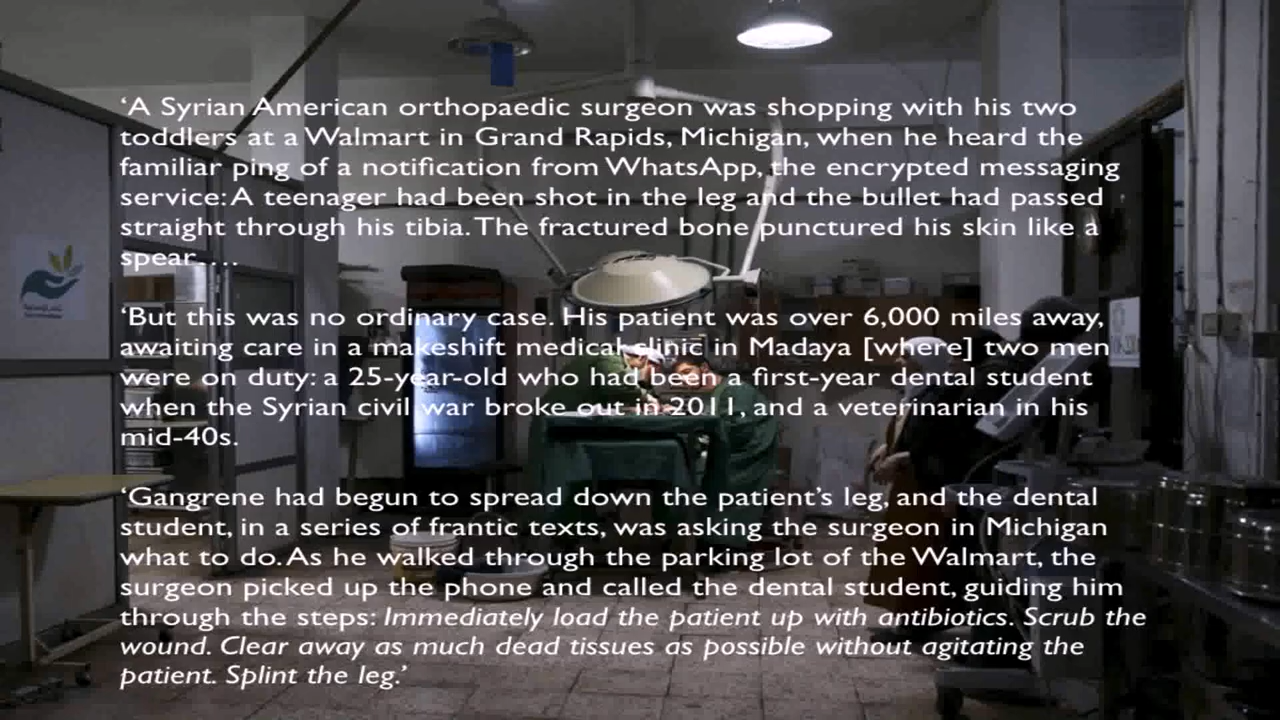 ‘A Syrian American orthopaedic surgeon was shopping with his two
toddlers at a Walmart in Grand Rapids, Michigan, when he heard the
familiar ping of a notification from WhatsApp, the encrypted messaging
service: A teenager had been shot in the leg and the bullet had passed
straight through his tibia. The fractured bone punctured his skin like a
spear….
‘But this was no ordinary case. His patient was over 6,000 miles away,
awaiting care in a makeshift medical clinic in Madaya [where] two men
were on duty: a 25-year-old who had been a first-year dental student
when the Syrian civil war broke out in 2011, and a veterinarian in his
mid-40s.
‘Gangrene had begun to spread down the patient’s leg, and the dental
student, in a series of frantic texts, was asking the surgeon in Michigan
what to do. As he walked through the parking lot of the Walmart, the
surgeon picked up the phone and called the dental student, guiding him
through the steps: Immediately load the patient up with antibiotics. Scrub the
wound. Clear away as much dead tissues as possible without agitating the
patient. Splint the leg.’